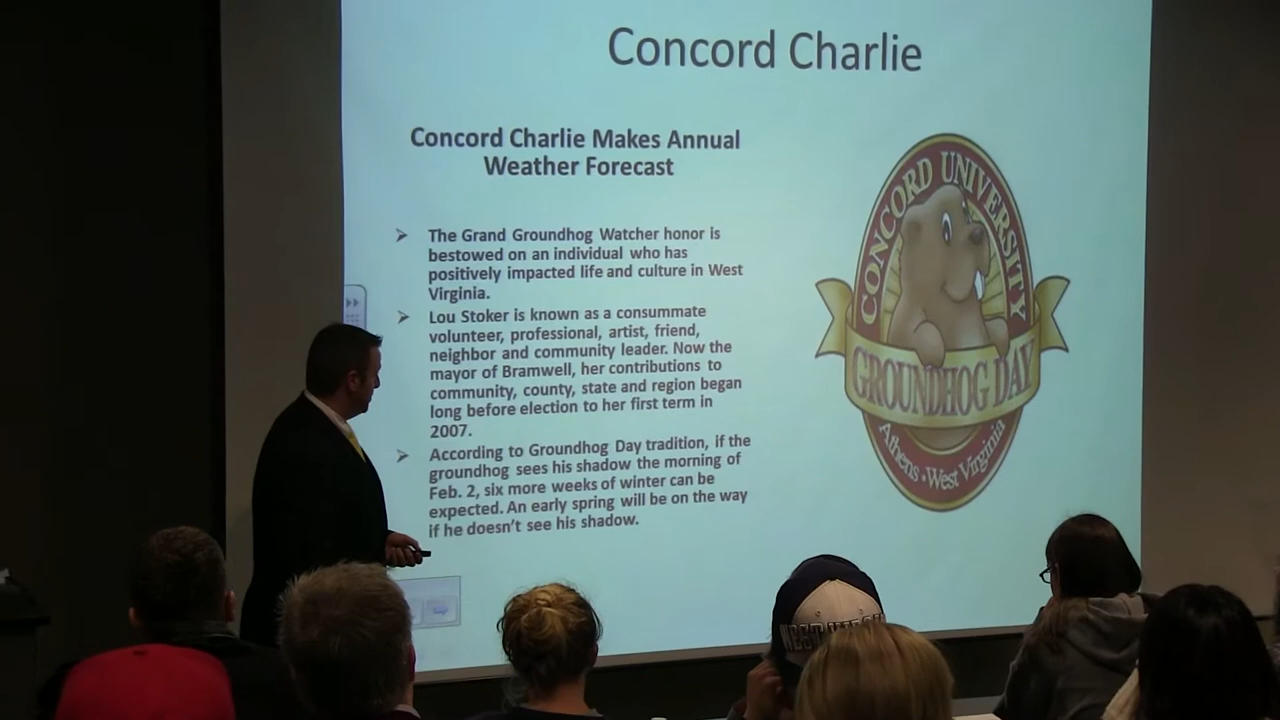 Concord Charlie
Concord Charlie Makes Annual
Weather Forecast
The Grand Groundhog Watcher honor is
bestowed on an individual who has
positively impacted life and culture in West
Virginia.
Lou Stoker is known as a consummate
volunteer, professional, artist, friend,
neighbor and community leader. Now the
mayor of Bramwell, her contributions to
community, county, state and region began
long before election to her first term in
2007.
According to Groundhog Day tradition, if the
groundhog sees his shadow the morning of
Feb. 2, six more weeks of winter can be
expected. An early spring will be on the way
if he doesn't see his shadow.
CONCORD UNIVERSITY
GROUNDHOG DAY
Athens • West Virginia
WEST